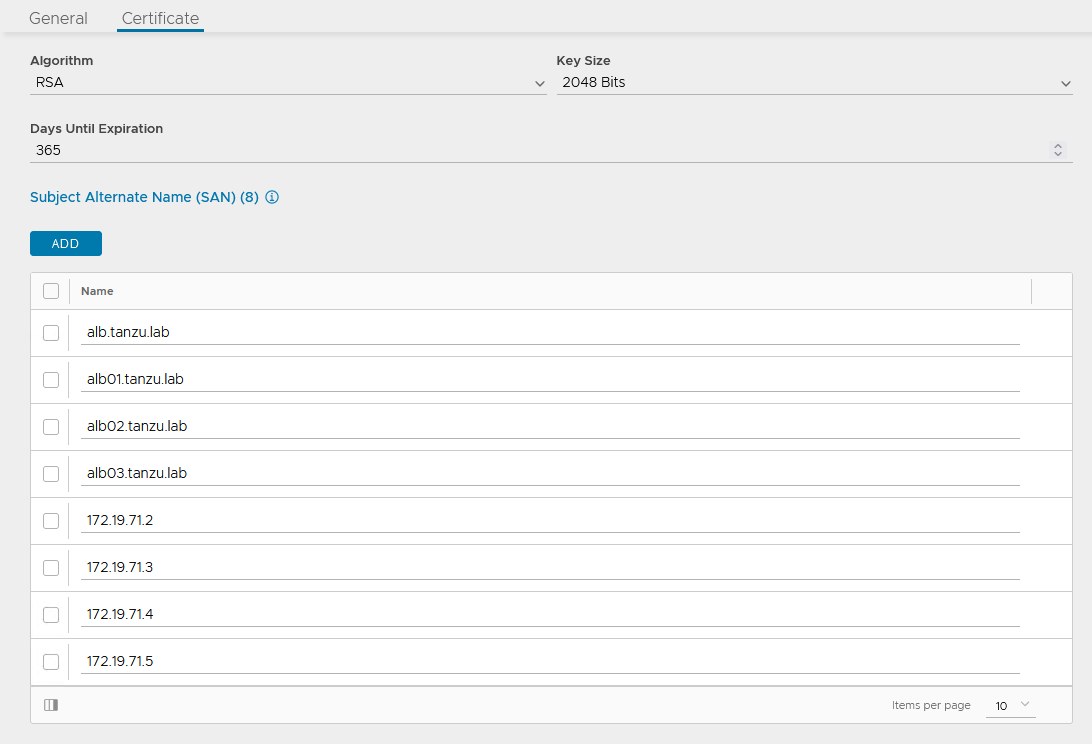 General Certificate
Algorithm Key Size
RSA 2048 Bits
Days Until Expiration
365
Subject Alternate Name (SAN) (8)
ADD
Name
alb.tanzu.lab
alb01.tanzu.lab
alb02.tanzu.lab
alb03.tanzu.lab
172.19.71.2
172.19.71.3
172.19.71.4
172.19.71.5
Items per page 10